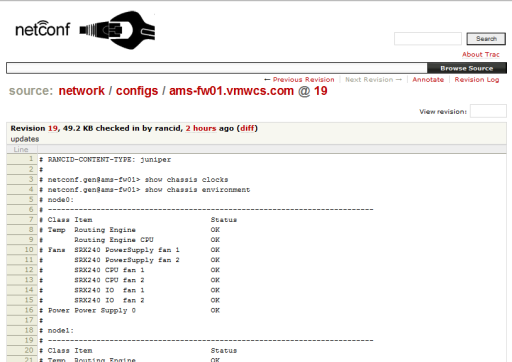 netconf
Search
About Trac
Browse Source
← Previous Revision | Next Revision → | Annotate | Revision Log
source: network / configs / ams-fw01.vmwcs.com @ 19
View revision:
Revision 19, 49.2 KB checked in by rancid, 2 hours ago (diff)
updates
Line
1 # RANCID-CONTENT-TYPE: juniper
2 #
3 # netconf.gen@ams-fw01> show chassis clocks
4 # netconf.gen@ams-fw01> show chassis environment
5 # node0:
6 # --------------------------------------------------------------------------
7 # Class Item Status
8 # Temp Routing Engine OK
9 # Routing Engine CPU OK
10 # Fans SRX240 PowerSupply fan 1 OK
11 # SRX240 PowerSupply fan 2 OK
12 # SRX240 CPU fan 1 OK
13 # SRX240 CPU fan 2 OK
14 # SRX240 IO fan 1 OK
15 # SRX240 IO fan 2 OK
16 # Power Power Supply 0 OK
17 #
18 # node1:
19 # --------------------------------------------------------------------------
20 # Class Item Status
21 # Temp Routing Engine OK